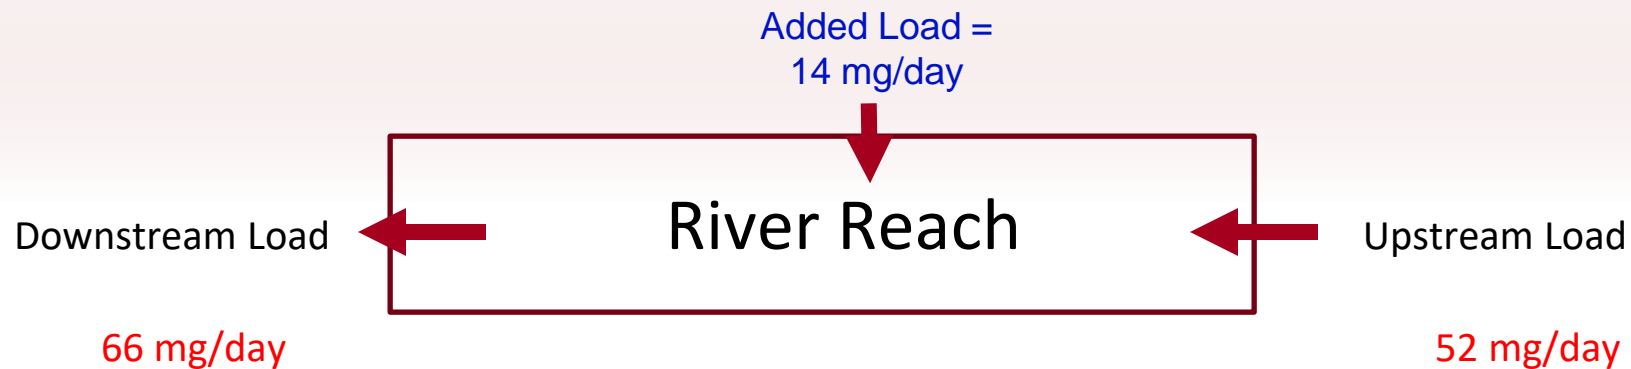 Added Load =
14 mg/day
River Reach
Downstream Load
Upstream Load
66 mg/day
52 mg/day